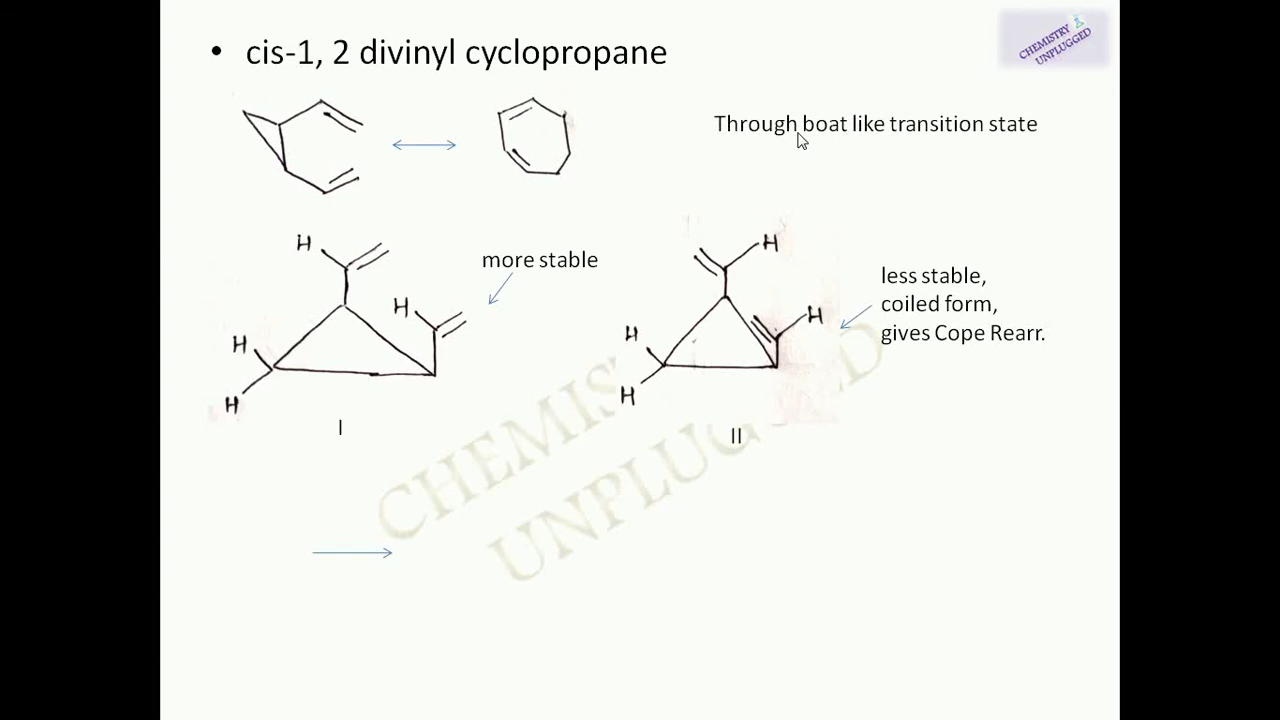 • cis-1, 2 divinyl cyclopropane
CHEMISTRY
UNPLUGGED
Through boat like transition state
H
H
H
H
more stable
I
H
H
H
H
less stable,
coiled form,
gives Cope Rearr.
II
CHEMISTRY
UNPLUGGED